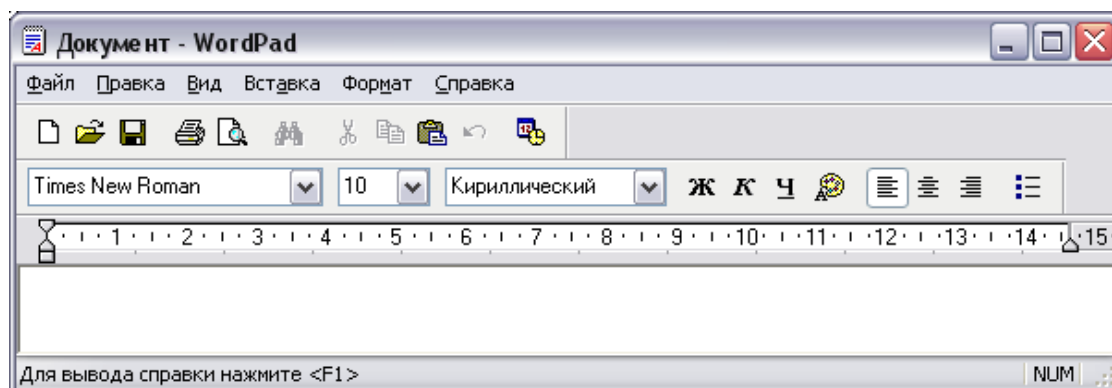 Документ - WordPad
Файл Правка Вид Вставка Формат Справка
Times New Roman 10 Кириллический Ж К Ч
1 2 3 4 5 6 7 8 9 10 11 12 13 14 15
Для вывода справки нажмите <F1> NUM